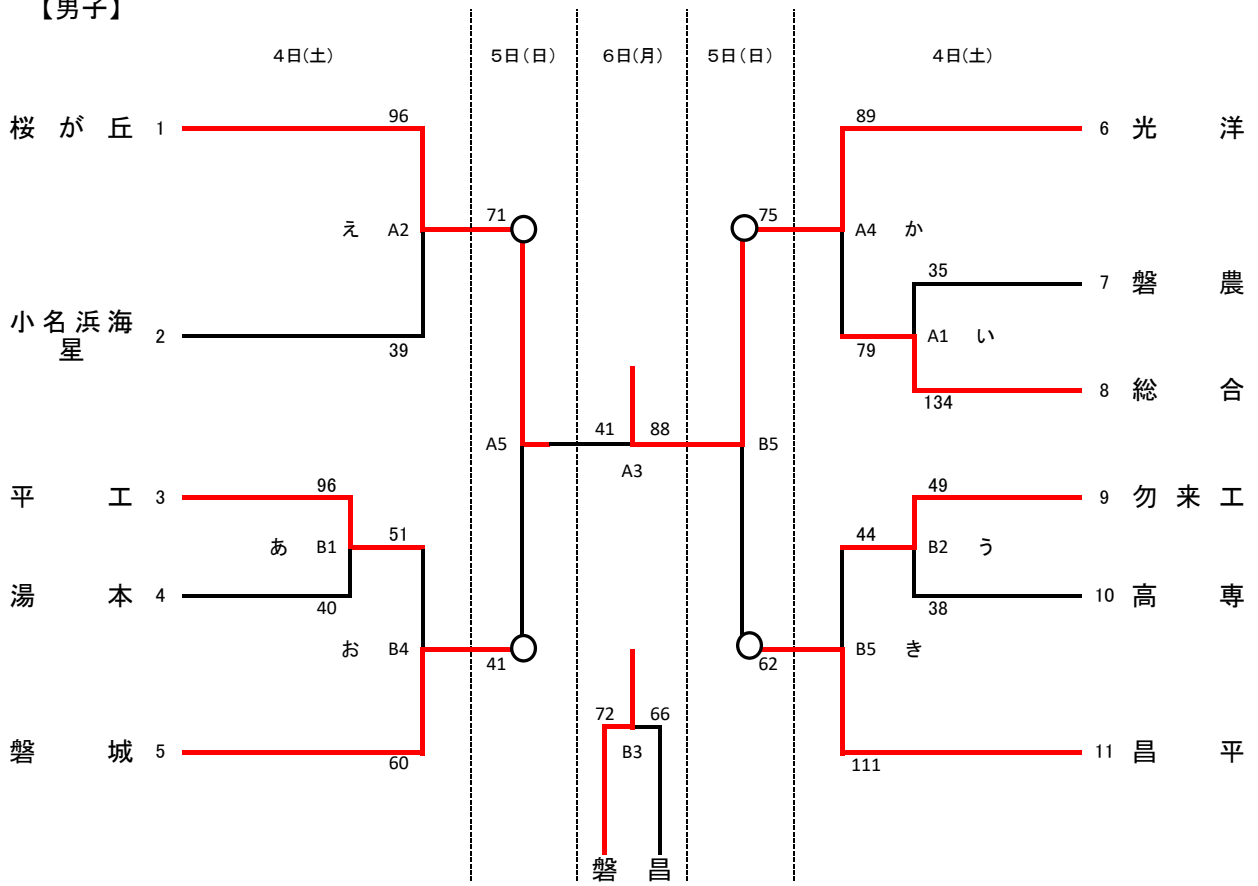 【男子】
4日(土) 5日(日) 6日(月) 5日(日) 4日(土)
96 89
桜が丘 1 6 光洋
71 75
え A2 A4 か
35
7 磐農
小名浜海星 2
39 79 A1 い
8 総合
134
41 88
A5 B5
A3
96 49
平工 3 9 勿来工
51 44
あ B1 B2 う
湯本 4 10 高専
40 38
お B4 B5 き
41 62
72 66
B3
磐城 5 11 昌平
60 111
磐 昌